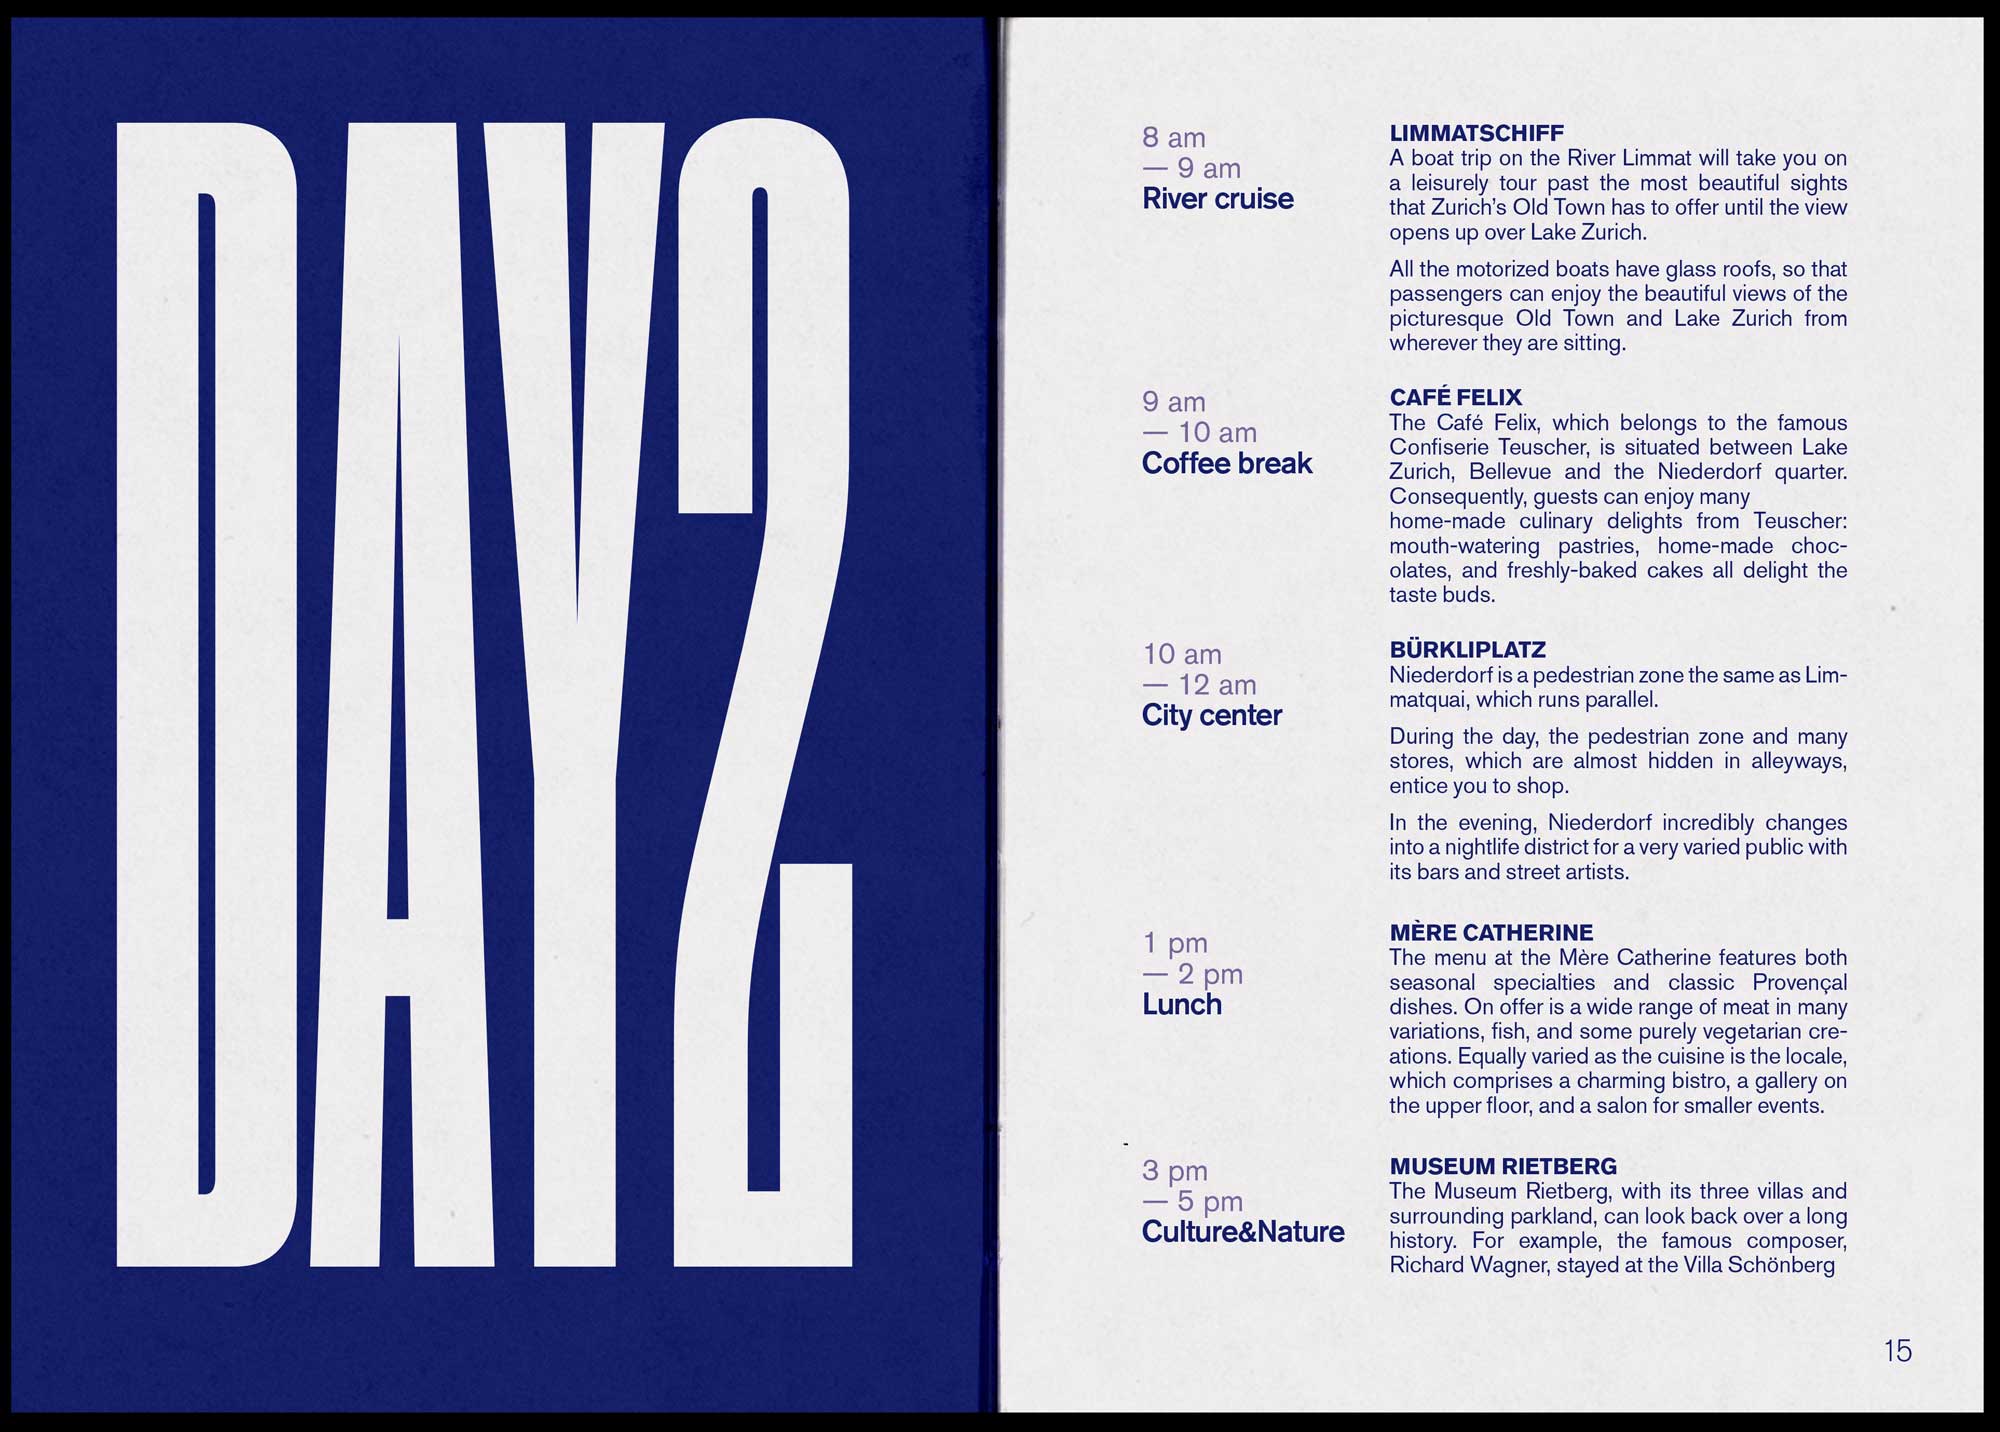 DAY2
8 am
— 9 am
River cruise
LIMMATSCHIFF
A boat trip on the River Limmat will take you on
a leisurely tour past the most beautiful sights
that Zurich's Old Town has to offer until the view
opens up over Lake Zurich.
All the motorized boats have glass roofs, so that
passengers can enjoy the beautiful views of the
picturesque Old Town and Lake Zurich from
wherever they are sitting.
9 am
— 10 am
Coffee break
CAFÉ FELIX
The Café Felix, which belongs to the famous
Confiserie Teuscher, is situated between Lake
Zurich, Bellevue and the Niederdorf quarter.
Consequently, guests can enjoy many
home-made culinary delights from Teuscher:
mouth-watering pastries, home-made choc-
olates, and freshly-baked cakes all delight the
taste buds.
10 am
— 12 am
City center
BÜRKLIPLATZ
Niederdorf is a pedestrian zone the same as Lim-
matquai, which runs parallel.
During the day, the pedestrian zone and many
stores, which are almost hidden in alleyways,
entice you to shop.
In the evening, Niederdorf incredibly changes
into a nightlife district for a very varied public with
its bars and street artists.
1 pm
— 2 pm
Lunch
MÈRE CATHERINE
The menu at the Mère Catherine features both
seasonal specialties and classic Provençal
dishes. On offer is a wide range of meat in many
variations, fish, and some purely vegetarian cre-
ations. Equally varied as the cuisine is the locale,
which comprises a charming bistro, a gallery on
the upper floor, and a salon for smaller events.
3 pm
— 5 pm
Culture&Nature
MUSEUM RIETBERG
The Museum Rietberg, with its three villas and
surrounding parkland, can look back over a long
history. For example, the famous composer,
Richard Wagner, stayed at the Villa Schönberg
15